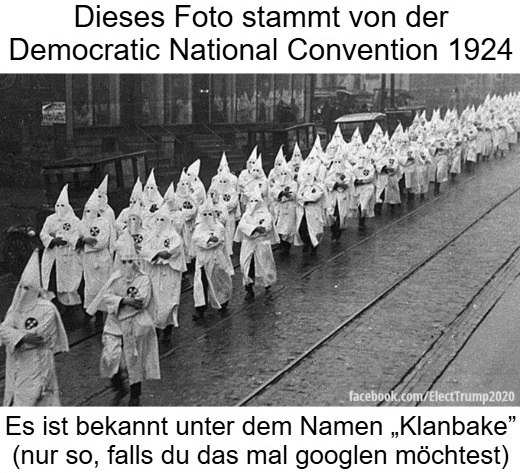 Dieses Foto stammt von der
Democratic National Convention 1924
facebook.com/ElectTrump2020
Es ist bekannt unter dem Namen „Klanbake”
(nur so, falls du das mal googlen möchtest)